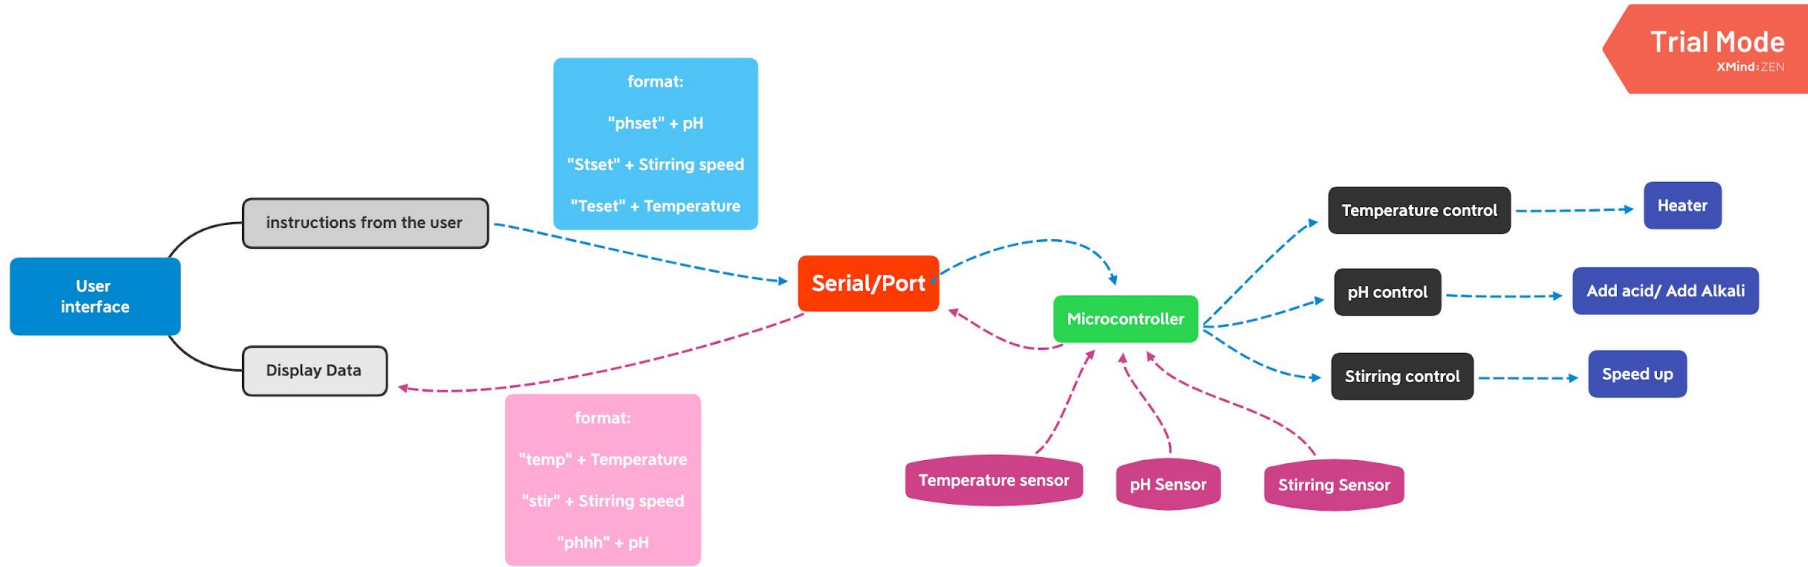 Trial Mode
XMind:ZEN
format:
"phset" + pH
"Stset" + Stirring speed
"Teset" + Temperature
instructions from the user
User
interface
Display Data
Serial/Port
Microcontroller
Temperature control
Heater
pH control
Add acid/ Add Alkali
Stirring control
Speed up
format:
"temp" + Temperature
"stir" + Stirring speed
"phhh" + pH
Temperature sensor
pH Sensor
Stirring Sensor